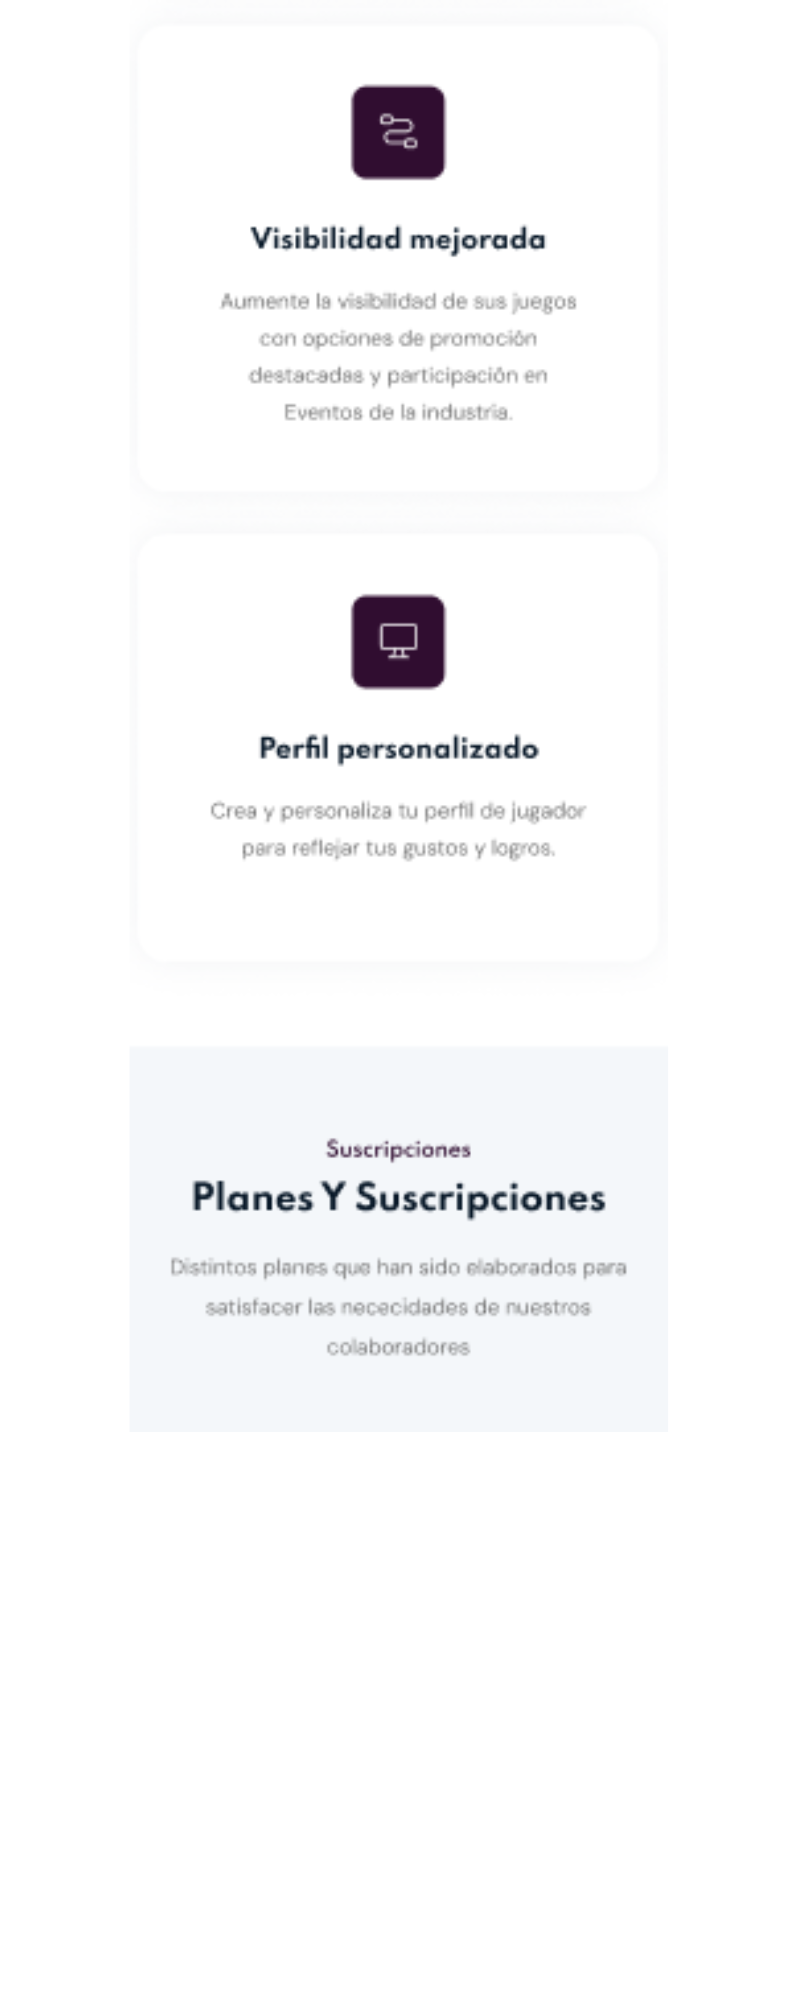 Visibilidad mejorada
Aumente la visibilidad de sus juegos
con opciones de promoción
destacadas y participación en
Eventos de la industria.
Perfil personalizado
Crea y personaliza tu perfil de jugador
para reflejar tus gustos y logros.
Suscripciones
Planes Y Suscripciones
Distintos planes que han sido elaborados para
satisfacer las nececidades de nuestros
colaboradores